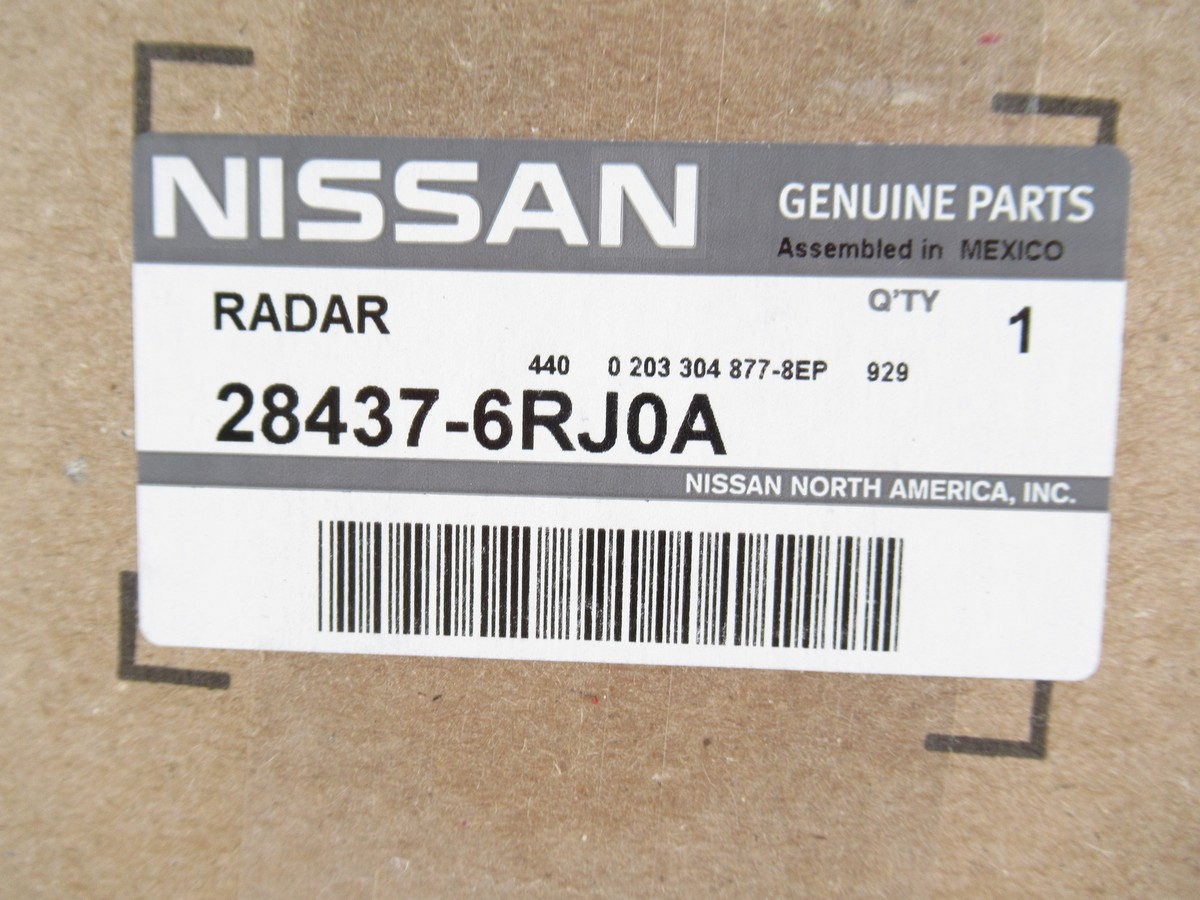 NISSAN GENUINE PARTS
Assembled in MEXICO
RADAR Q'TY 1
440 0 203 304 877-8EP 929
28437-6RJ0A
NISSAN NORTH AMERICA, INC.